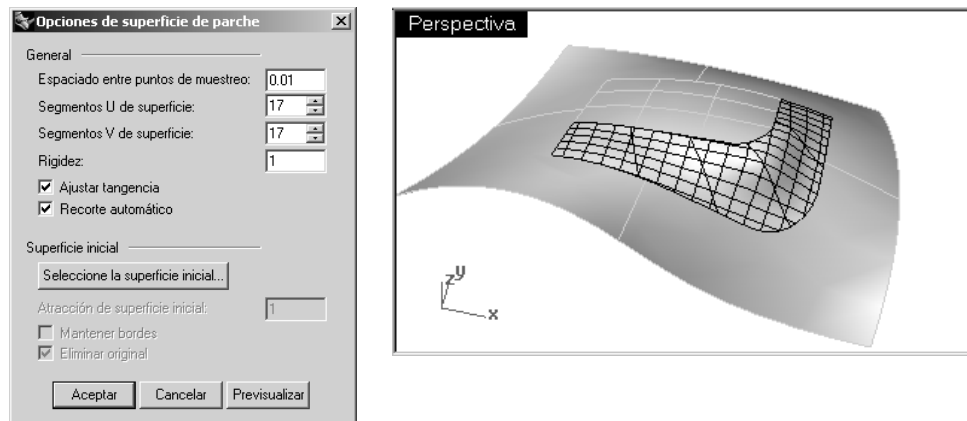 Opciones de superficie de parche
General
Espaciado entre puntos de muestreo: 0.01
Segmentos U de superficie: 17
Segmentos V de superficie: 17
Rigidez: 1
Ajustar tangencia
Recorte automático
Superficie inicial
Seleccione la superficie inicial...
Atracción de superficie inicial: 1
Mantener bordes
Eliminar original
Aceptar Cancelar Previsualizar
Perspectiva
z y
x